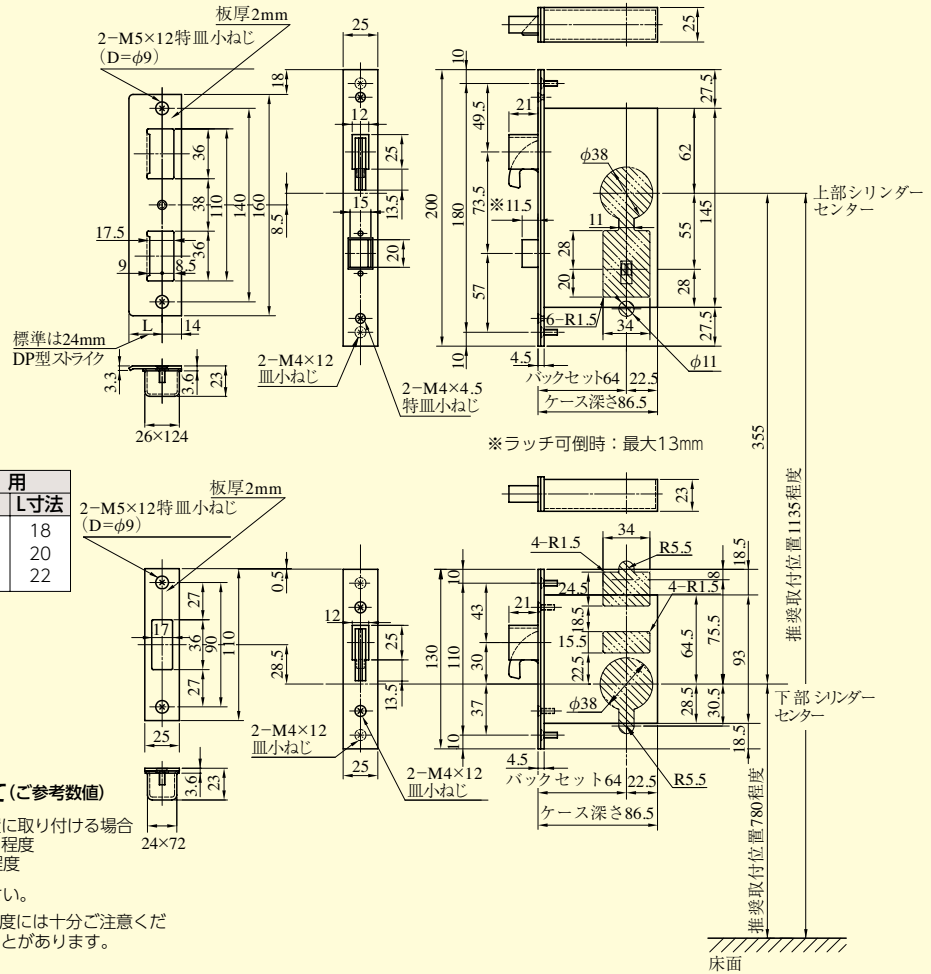 板厚2mm
2−M5×12特皿小ねじ
(D=φ9)
18
36
38
110
140
160
8.5
36
17.5
9
8.5
L
14
標準は24mm
DP型ストライク
3.3
3.6
23
26×124
25
12
25
13.5
15
20
2−M4×12
皿小ねじ
2−M4×4.5
特皿小ねじ
25
10
49.5
200
180
73.5
57
10
21
※11.5
27.5
62
φ38
145
55
11
28
20
28
6−R1.5
34
27.5
φ11
4.5
バックセット64
22.5
ケース深さ86.5
上部シリンダー
センター
※ラッチ可倒時：最大13mm
355
推奨取付位置1135程度
用
L寸法
18
20
22
板厚2mm
2−M5×12特皿小ねじ
(D=φ9)
0.5
27
17
36
90
110
27
28.5
25
3.6
23
24×72
12
25
13.5
2−M4×12
皿小ねじ
25
2−M4×12
皿小ねじ
23
34
4−R1.5
R5.5
18.5
10
24.5
8
4−R1.5
21
43
18.5
15.5
130
110
30
22.5
64.5
75.5
93
φ38
37
28.5
30.5
10
18.5
R5.5
4.5
バックセット64
22.5
ケース深さ86.5
下部シリンダー
センター
推奨取付位置780程度
床面
て(ご参考数値)
に取り付ける場合
程度
程度
い。
度には十分ご注意くだ
とがあります。